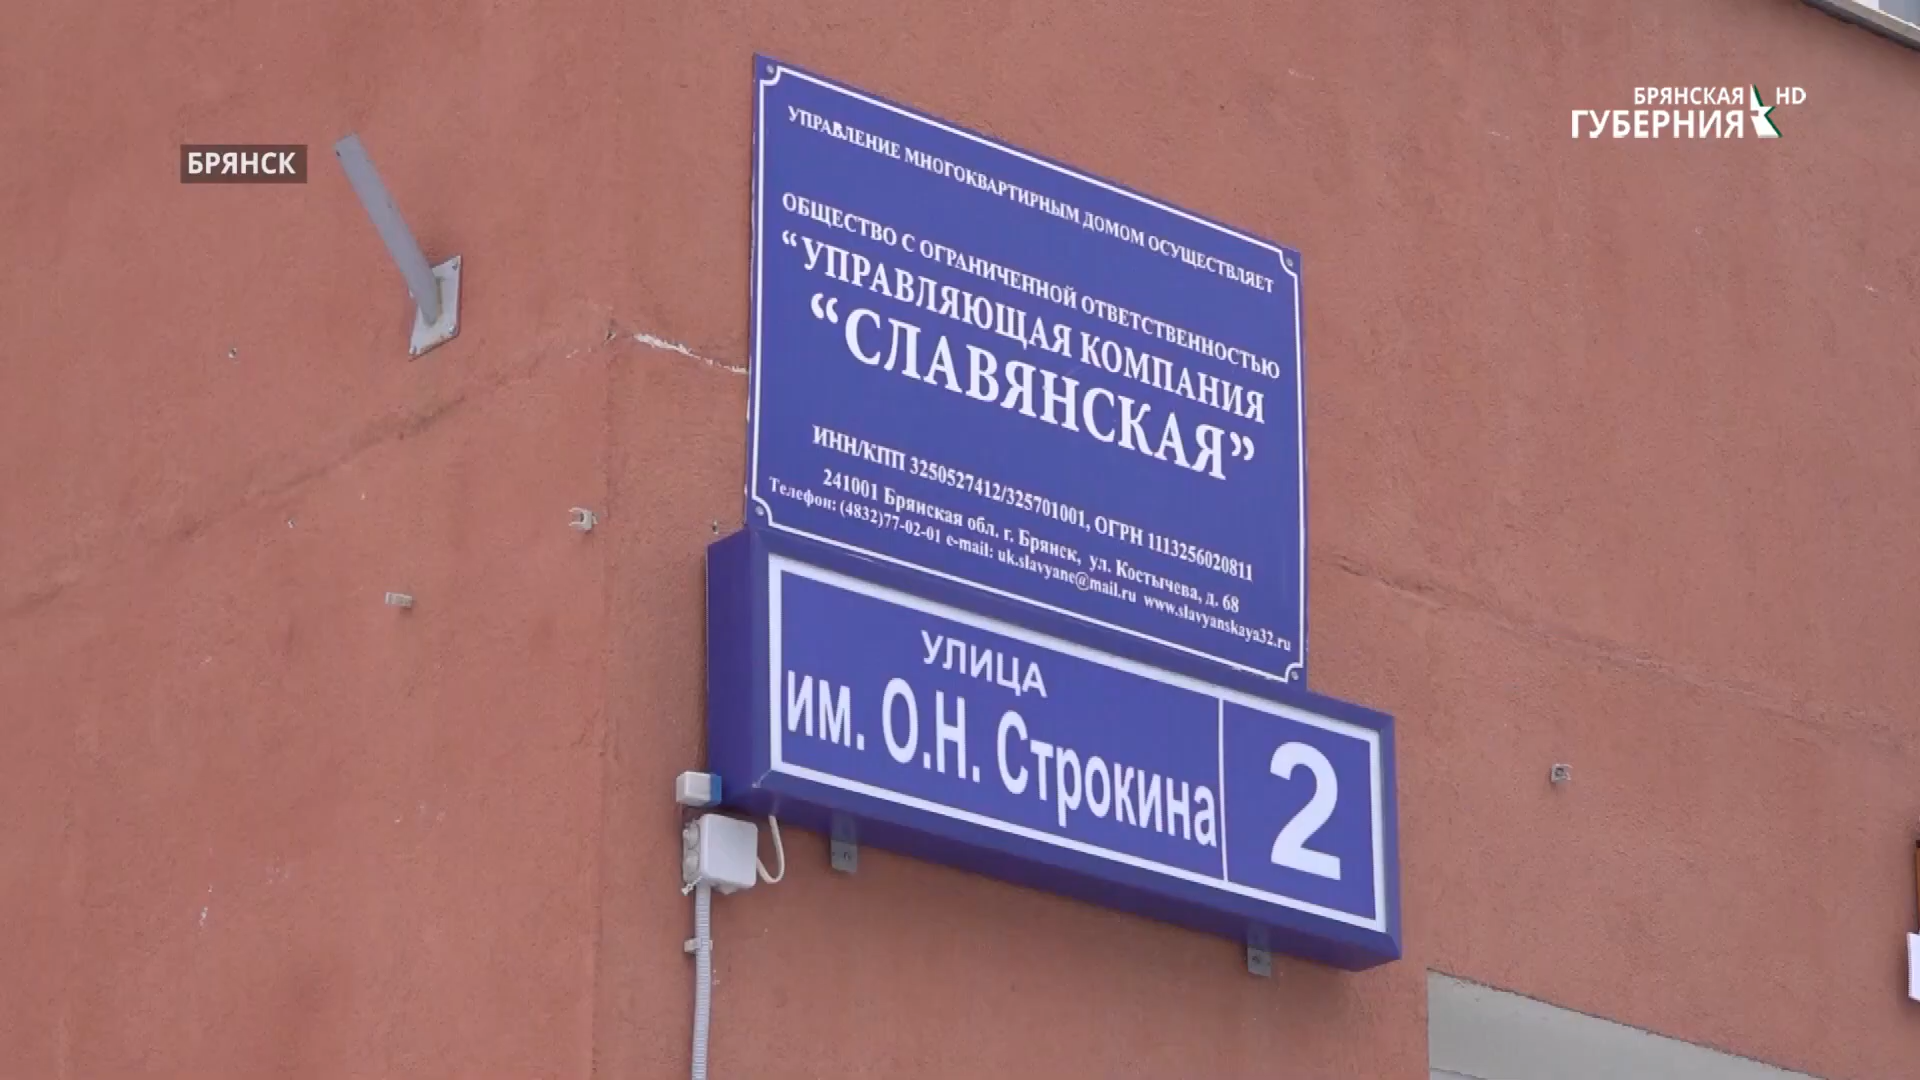 БРЯНСК
БРЯНСКАЯ HD
ГУБЕРНИЯ
УПРАВЛЕНИЕ МНОГОКВАРТИРНЫМ ДОМОМ ОСУЩЕСТВЛЯЕТ
ОБЩЕСТВО С ОГРАНИЧЕННОЙ ОТВЕТСТВЕННОСТЬЮ
“УПРАВЛЯЮЩАЯ КОМПАНИЯ
“СЛАВЯНСКАЯ”
ИНН/КПП 3250527412/325701001, ОГРН 1113256020811
241001 Брянская обл. г. Брянск, ул. Костычева, д. 68
Телефон: (4832)77-02-01 e-mail: uk.slavyane@mail.ru www.slavyanskaya32.ru
УЛИЦА
им. О.Н. Строкина
2